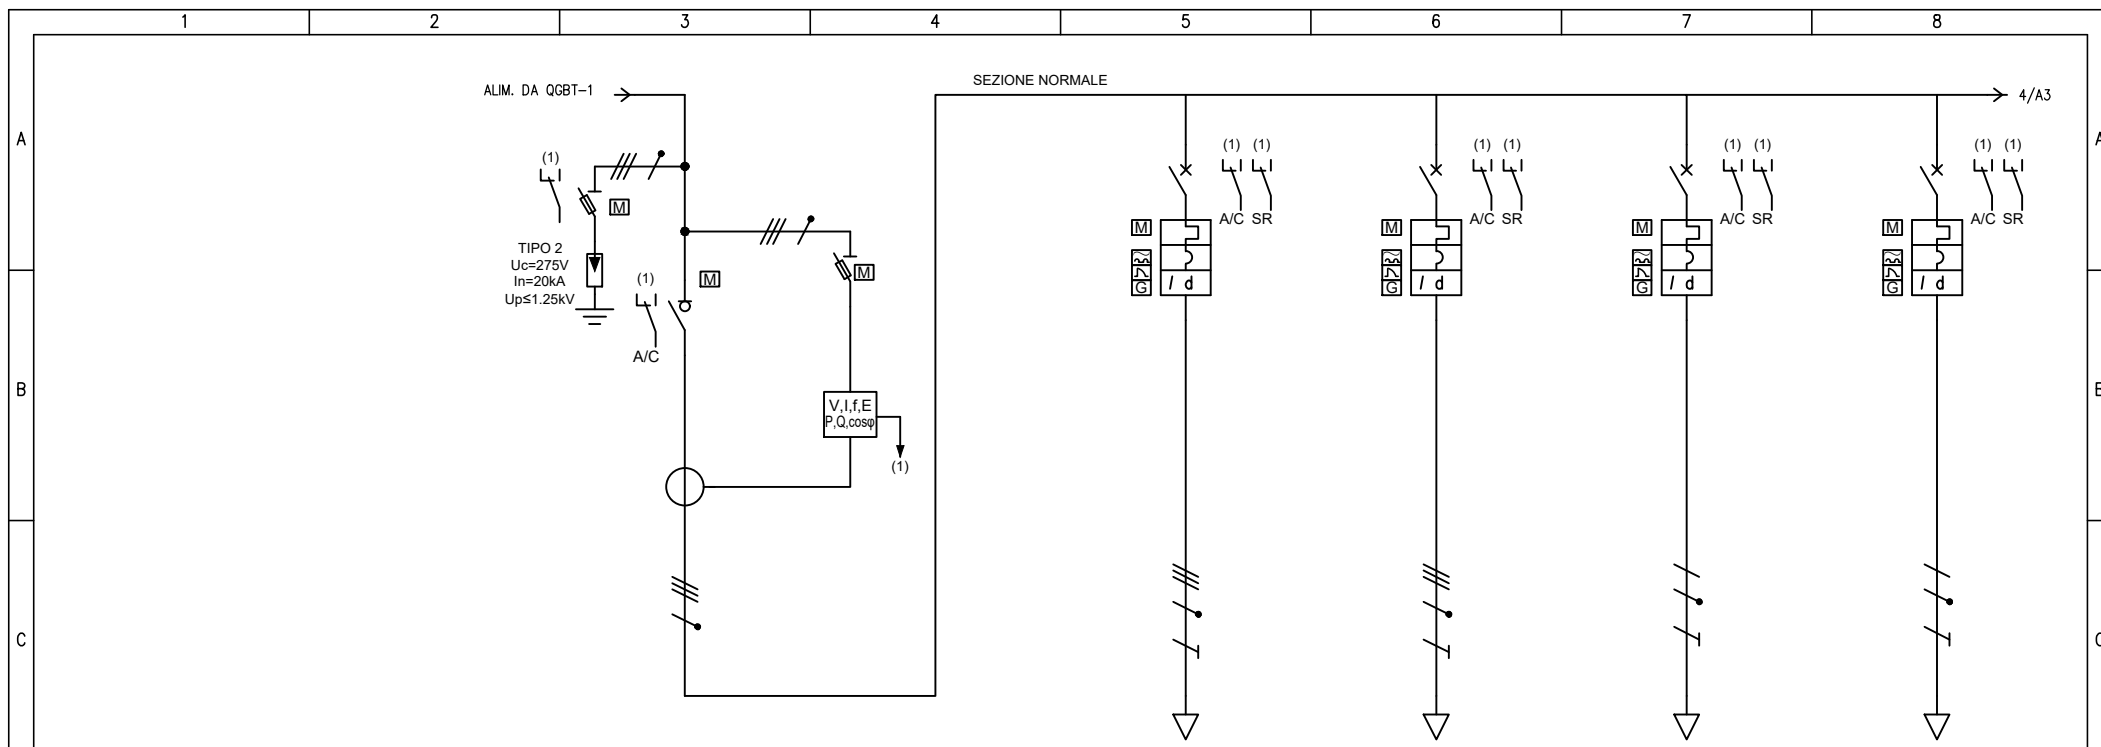 1 2 3 4 5 6 7 8
ALIM. DA QGBT-1
SEZIONE NORMALE
4/A3
A A
(1) (1) (1) (1) (1) (1) (1) (1) (1)
M
A/C SR A/C SR A/C SR A/C SR
M M M M
TIPO 2
Uc=275V
In=20kA
Up≤1.25kV
(1)
M
M
I d I d I d I d
G G G G
A/C
B B
V,I,f,E
P,Q,cosφ
(1)
C C